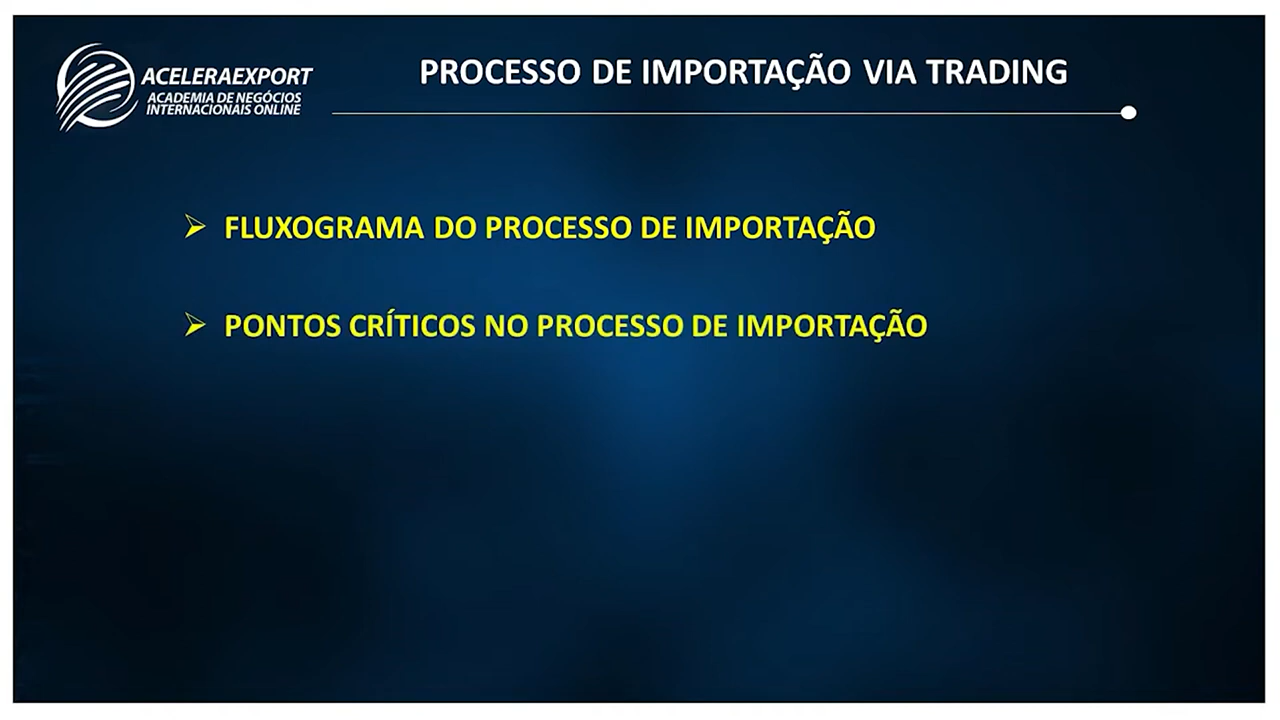 ACELERAEXPORT
ACADEMIA DE NEGÓCIOS
INTERNACIONAIS ONLINE
PROCESSO DE IMPORTAÇÃO VIA TRADING
FLUXOGRAMA DO PROCESSO DE IMPORTAÇÃO
PONTOS CRÍTICOS NO PROCESSO DE IMPORTAÇÃO